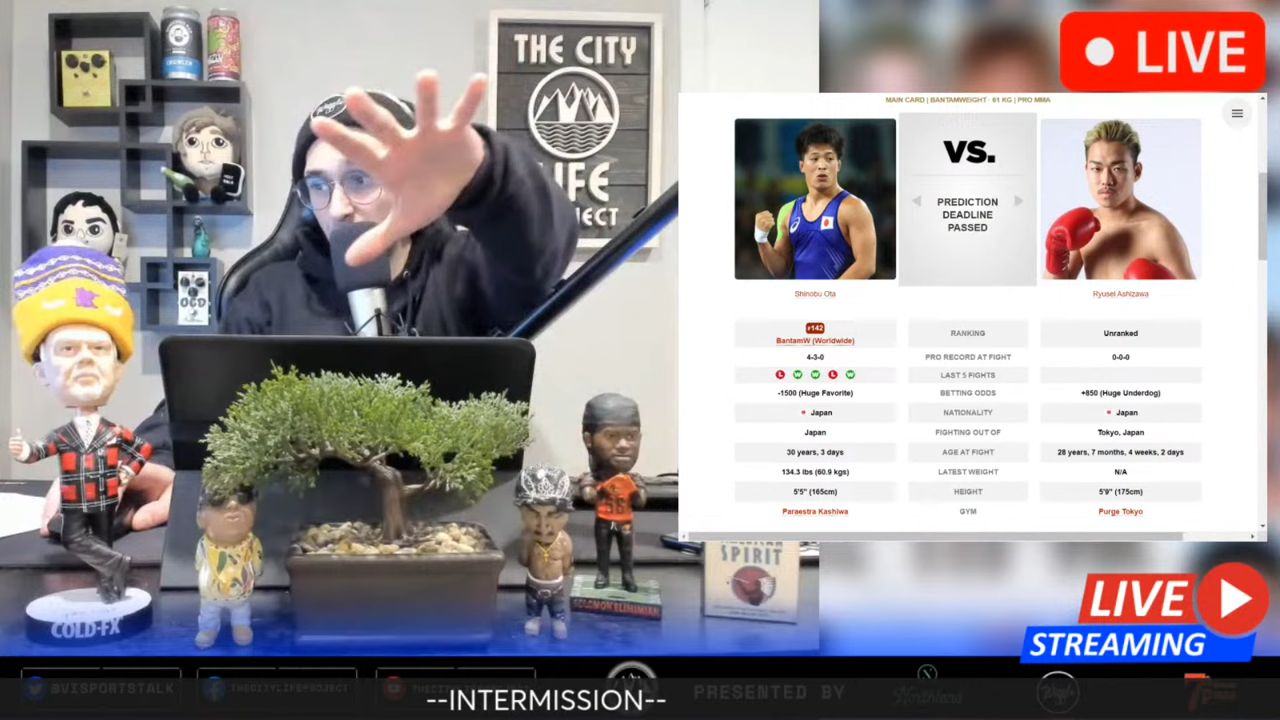 LIVE
THE CITY
LIFE
PROJECT
MAIN CARD | BANTAMWEIGHT · 61 KG | PRO MMA
VS.
PREDICTION
DEADLINE
PASSED
Shinobu Ota
Ryusei Ashizawa
#142
BantamW (Worldwide)
RANKING
Unranked
4-3-0
PRO RECORD AT FIGHT
0-0-0
L W W L W
LAST 5 FIGHTS
-1500 (Huge Favorite)
BETTING ODDS
+850 (Huge Underdog)
Japan
NATIONALITY
Japan
Japan
FIGHTING OUT OF
Tokyo, Japan
30 years, 3 days
AGE AT FIGHT
28 years, 7 months, 4 weeks, 2 days
134.3 lbs (60.9 kgs)
LATEST WEIGHT
N/A
5'5" (165cm)
HEIGHT
5'9" (175cm)
Paraestra Kashiwa
GYM
Purge Tokyo
OCD
SPIRIT
SOLOMON ELIMIMIAN
COLD-FX
LIVE
STREAMING
@VISPORTSTALK
THECITYLIFEPROJECT
PRESENTED BY
Northland
--INTERMISSION--